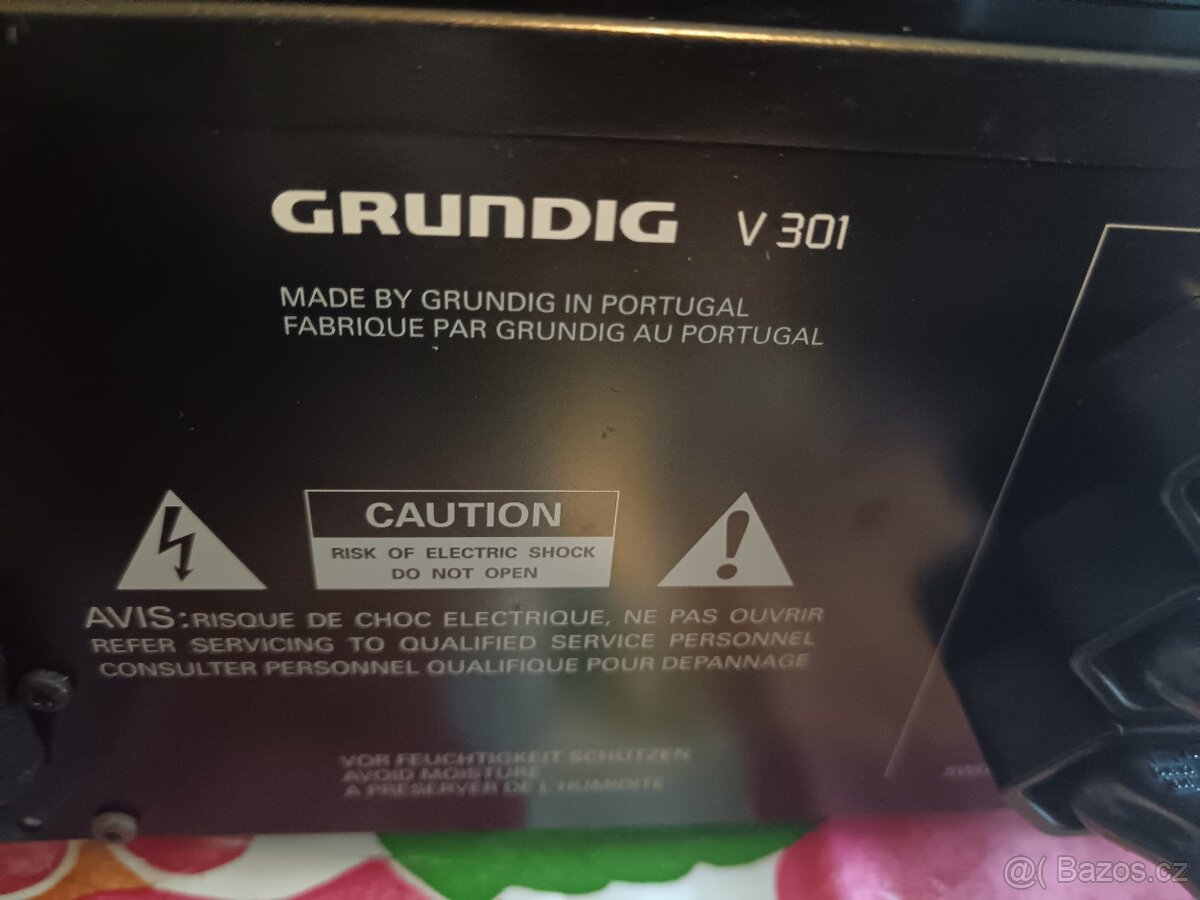 GRUNDIG V 301
MADE BY GRUNDIG IN PORTUGAL
FABRIQUE PAR GRUNDIG AU PORTUGAL
CAUTION
RISK OF ELECTRIC SHOCK
DO NOT OPEN
AVIS: RISQUE DE CHOC ELECTRIQUE, NE PAS OUVRIR
REFER SERVICING TO QUALIFIED SERVICE PERSONNEL
CONSULTER PERSONNEL QUALIFIQUE POUR DEPANNAGE
VOR FEUCHTIGKEIT SCHÜTZEN
AVOID MOISTURE
A PRESERVER DE L'HUMIDITE
@( Bazos.cz